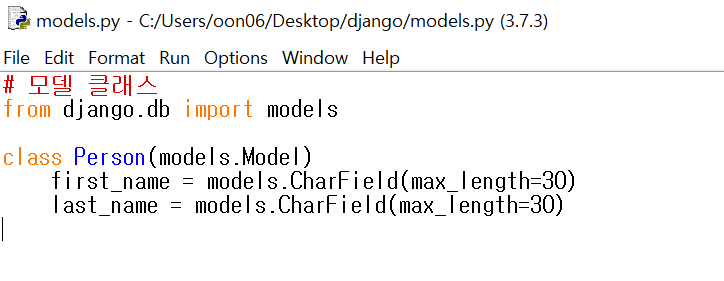 models.py - C:/Users/oon06/Desktop/django/models.py (3.7.3)
File Edit Format Run Options Window Help
# 모델 클래스
from django.db import models
class Person(models.Model)
    first_name = models.CharField(max_length=30)
    last_name = models.CharField(max_length=30)